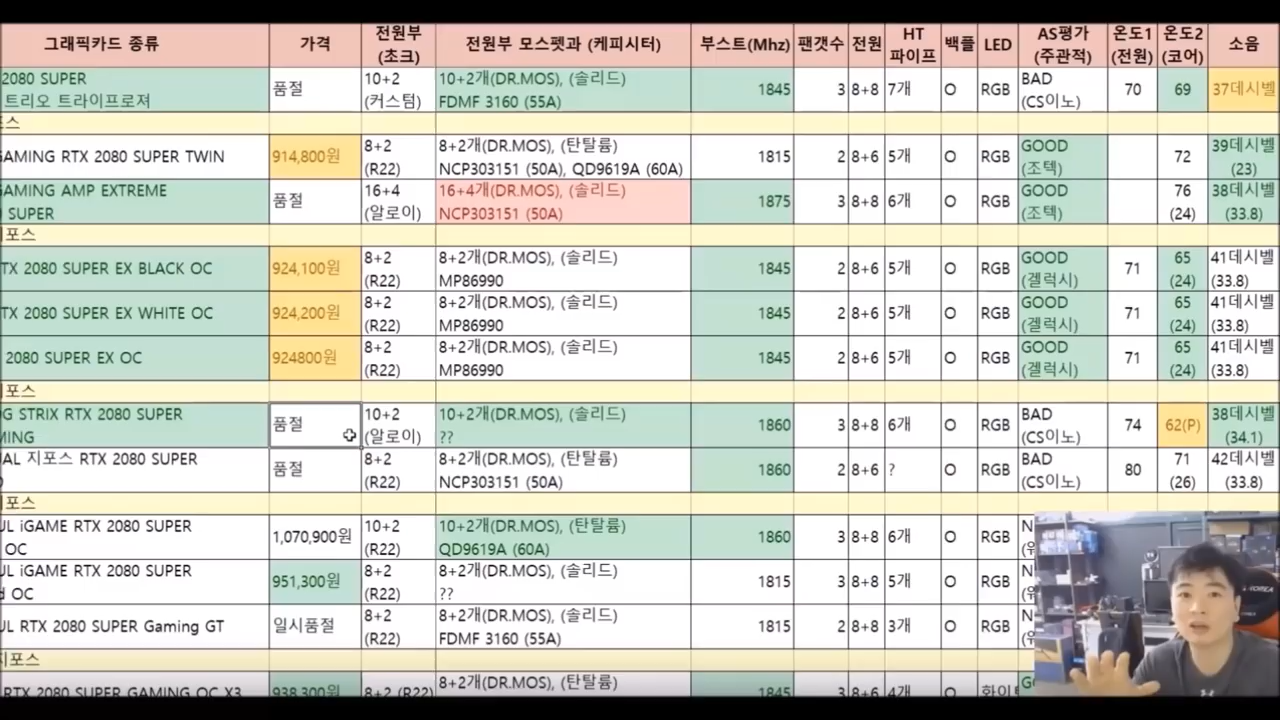 그래픽카드 종류 가격 전원부 (초크) 전원부 모스펫과 (케피시터) 부스트(Mhz) 팬갯수 전원 HT 파이프 백플 LED AS평가 (주관적) 온도1 (전원) 온도2 (코어) 소음
2080 SUPER 트리오 트라이프로져 품절 10+2 (커스텀) 10+2개(DR.MOS), (솔리드) FDMF 3160 (55A) 1845 3 8+8 7개 O RGB BAD (CS이노) 70 69 37데시벨
포스
GAMING RTX 2080 SUPER TWIN 914,800원 8+2 (R22) 8+2개(DR.MOS), (탄탈륨) NCP303151 (50A), QD9619A (60A) 1815 2 8+6 5개 O RGB GOOD (조텍) 72 39데시벨 (23)
GAMING AMP EXTREME SUPER 품절 16+4 (알로이) 16+4개(DR.MOS), (솔리드) NCP303151 (50A) 1875 3 8+8 6개 O RGB GOOD (조텍) 76 (24) 38데시벨 (33.8)
지포스
TX 2080 SUPER EX BLACK OC 924,100원 8+2 (R22) 8+2개(DR.MOS), (솔리드) MP86990 1845 2 8+6 5개 O RGB GOOD (겔럭시) 71 65 (24) 41데시벨 (33.8)
TX 2080 SUPER EX WHITE OC 924,200원 8+2 (R22) 8+2개(DR.MOS), (솔리드) MP86990 1845 2 8+6 5개 O RGB GOOD (겔럭시) 71 65 (24) 41데시벨 (33.8)
2080 SUPER EX OC 924800원 8+2 (R22) 8+2개(DR.MOS), (솔리드) MP86990 1845 2 8+6 5개 O RGB GOOD (겔럭시) 71 65 (24) 41데시벨 (33.8)
지포스
OG STRIX RTX 2080 SUPER MING 품절 10+2 (알로이) 10+2개(DR.MOS), (솔리드) ?? 1860 3 8+8 6개 O RGB BAD (CS이노) 74 62(P) 38데시벨 (34.1)
UAL 지포스 RTX 2080 SUPER 품절 8+2 (R22) 8+2개(DR.MOS), (탄탈륨) NCP303151 (50A) 1860 2 8+6 ? O RGB BAD (CS이노) 80 71 (26) 42데시벨 (33.8)
지포스
UL iGAME RTX 2080 SUPER OC 1,070,900원 10+2 (R22) 10+2개(DR.MOS), (탄탈륨) QD9619A (60A) 1860 3 8+8 6개 O RGB N
UL iGAME RTX 2080 SUPER d OC 951,300원 8+2 (R22) 8+2개(DR.MOS), (솔리드) ?? 1815 3 8+8 5개 O RGB N
UL RTX 2080 SUPER Gaming GT 일시품절 8+2 (R22) 8+2개(DR.MOS), (솔리드) FDMF 3160 (55A) 1815 2 8+8 3개 O RGB N
지포스
RTX 2080 SUPER GAMING OC X3 938,300원 8+2 (R22) 8+2개(DR.MOS), (탄탈륨) 1845 3 8+6 4개 O 화이트